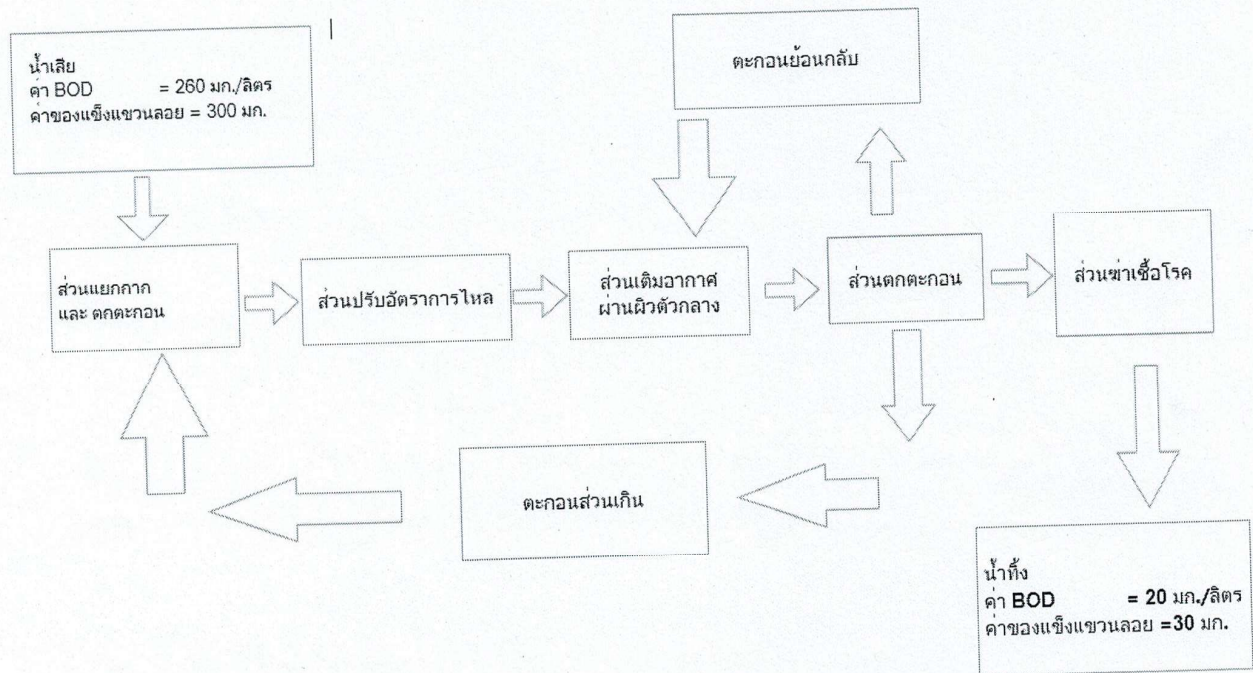 น้ำเสีย
ค่า BOD = 260 มก./ลิตร
ค่าของแข็งแขวนลอย = 300 มก.
ตะกอนย้อนกลับ
ส่วนแยกกาก
และ ตกตะกอน
ส่วนปรับอัตราการไหล
ส่วนเติมอากาศ
ผ่านผิวตัวกลาง
ส่วนตกตะกอน
ส่วนฆ่าเชื้อโรค
ตะกอนส่วนเกิน
น้ำทิ้ง
ค่า BOD = 20 มก./ลิตร
ค่าของแข็งแขวนลอย =30 มก.